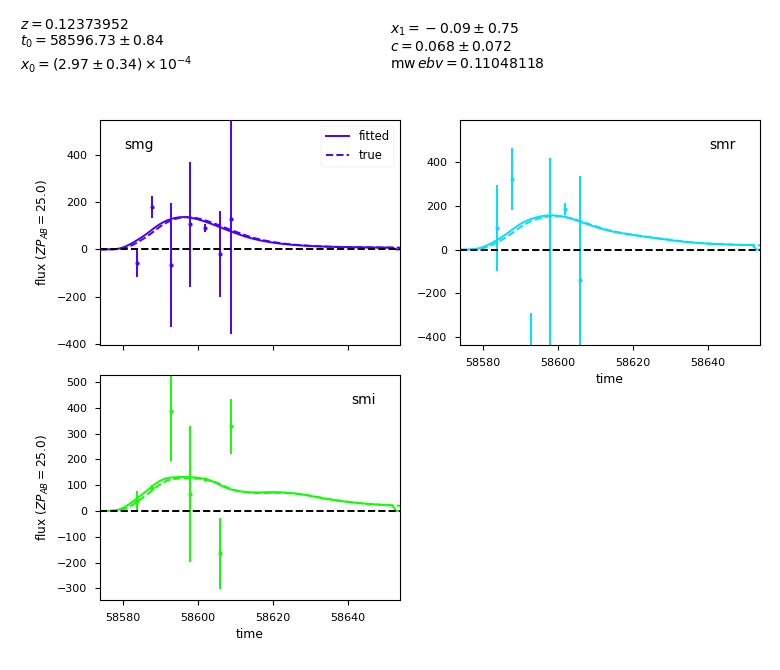 z = 0.12373952
t₀ = 58596.73 ± 0.84
x₀ = (2.97 ± 0.34) × 10⁻⁴
x₁ = −0.09 ± 0.75
c = 0.068 ± 0.072
mw ebv = 0.11048118
smg
fitted
true
400
200
0
−200
−400
flux (ZP_AB = 25.0)
smr
400
200
0
−200
−400
58580 58600 58620 58640
time
smi
500
400
300
200
100
0
−100
−200
−300
flux (ZP_AB = 25.0)
58580 58600 58620 58640
time